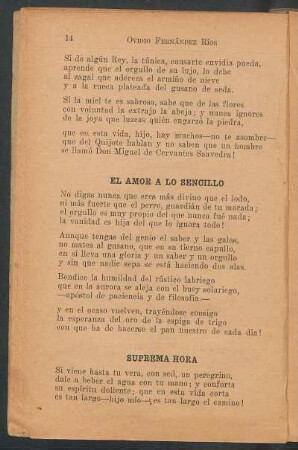 14 OVIDIO FERNÁNDEZ RÍOS
Si de algún Rey, la túnica, causarte envidia pueda,
aprende que el orgullo de su lujo, lo debe
al zagal que aderesa el armiño de nieve
y a la rueca plateada del gusano de seda.
Si la miel te es sabrosa, sabe que de las flores
con voluntad la extrajo la abeja; y nunca ignores
de la joya que luzcas quién engarzó la piedra,
que en esta vida, hijo, hay muchos—no te asombre—
que del Quijote hablan y no saben que un hombre
se llamó Don Miguel de Cervantes Saavedra!
EL AMOR A LO SENCILLO
No digas nunca que eres más divino que el lodo,
ni más fuerte que el perro, guardián de tu morada;
el orgullo es muy propio del que nunca fué nada;
la vanidad es hija del que lo ignora todo!
Aunque tengas del genio el saber y las galas,
no mates al gusano, que en su tierno capullo,
en sí lleva una gloria y un saber y un orgullo
y sin que nadie sepa se está haciendo dos alas.
Bendice la humildad del rústico labriego
que en la aurora se aleja con el buey solariego,
—apóstol de paciencia y de filosofía.—
y en el ocaso vuelven, trayéndose consigo
la esperanza del oro de la espiga de trigo
con que ha de hacerse el pan nuestro de cada día!
SUPREMA HORA
Si viene hasta tu vera, con sed, un peregrino,
dale a beber el agua con tu mano; y conforta
su espíritu doliente; que en esta vida corta
es tan largo—hijo mío—¡es tan largo el camino!